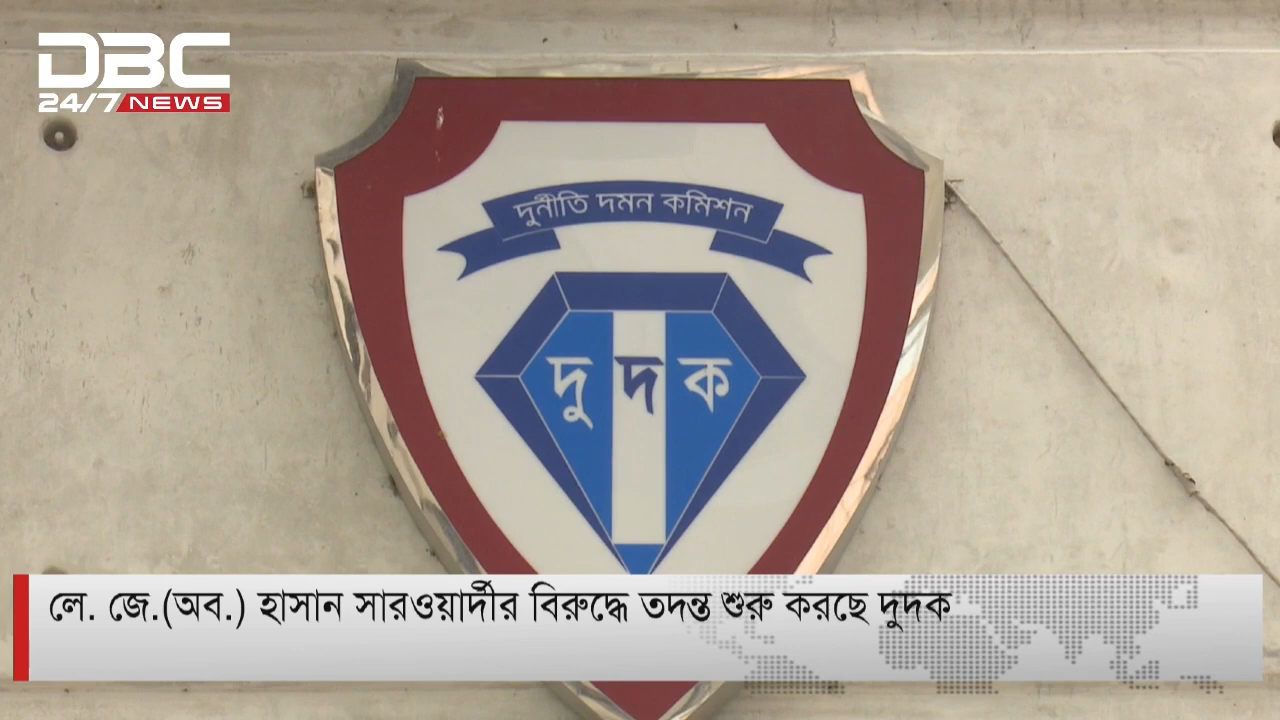 DBC
24/7 NEWS
দুর্নীতি দমন কমিশন
দুদক
লে. জে.(অব.) হাসান সারওয়ার্দীর বিরুদ্ধে তদন্ত শুরু করছে দুদক